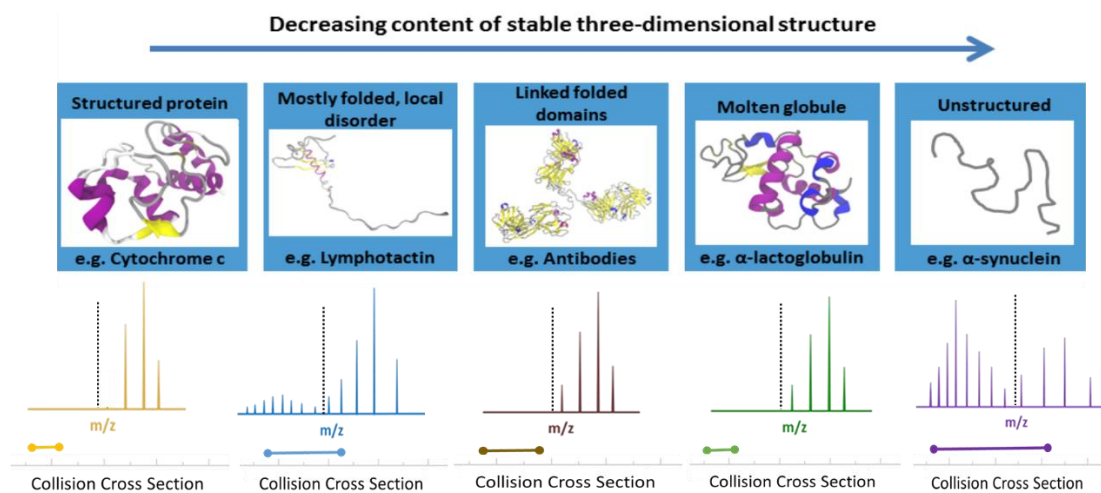 Decreasing content of stable three-dimensional structure
Structured protein
e.g. Cytochrome c
Mostly folded, local
disorder
e.g. Lymphotactin
Linked folded
domains
e.g. Antibodies
Molten globule
e.g. α-lactoglobulin
Unstructured
e.g. α-synuclein
m/z
m/z
m/z
m/z
m/z
Collision Cross Section
Collision Cross Section
Collision Cross Section
Collision Cross Section
Collision Cross Section